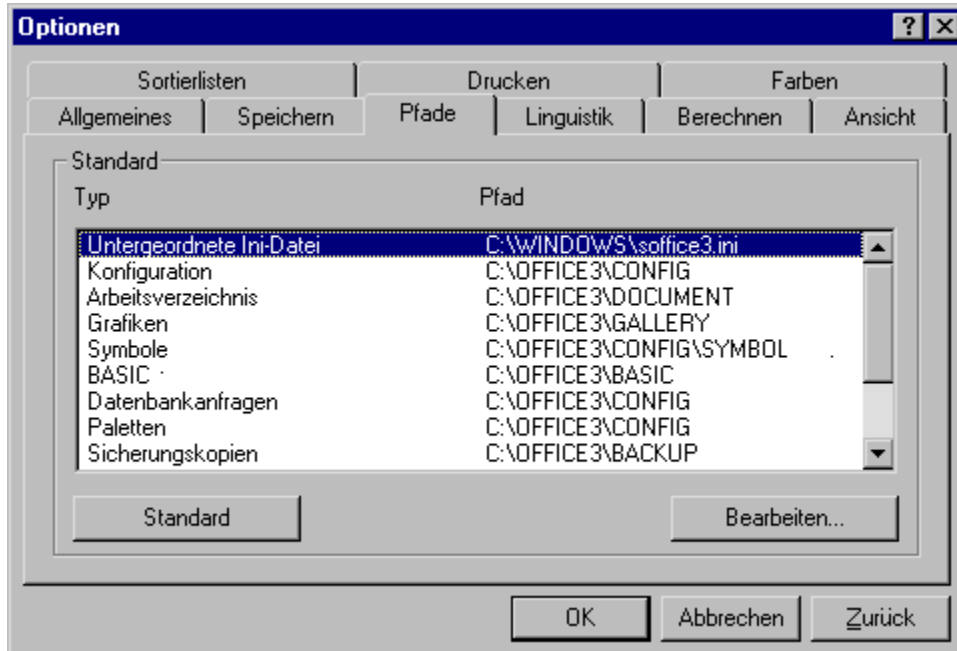 Optionen
Sortierlisten Drucken Farben
Allgemeines Speichern Pfade Linguistik Berechnen Ansicht
Standard
Typ Pfad
Untergeordnete Ini-Datei C:\WINDOWS\soffice3.ini
Konfiguration C:\OFFICE3\CONFIG
Arbeitsverzeichnis C:\OFFICE3\DOCUMENT
Grafiken C:\OFFICE3\GALLERY
Symbole C:\OFFICE3\CONFIG\SYMBOL
BASIC C:\OFFICE3\BASIC
Datenbankanfragen C:\OFFICE3\CONFIG
Paletten C:\OFFICE3\CONFIG
Sicherungskopien C:\OFFICE3\BACKUP
Standard Bearbeiten...
OK Abbrechen Zurück